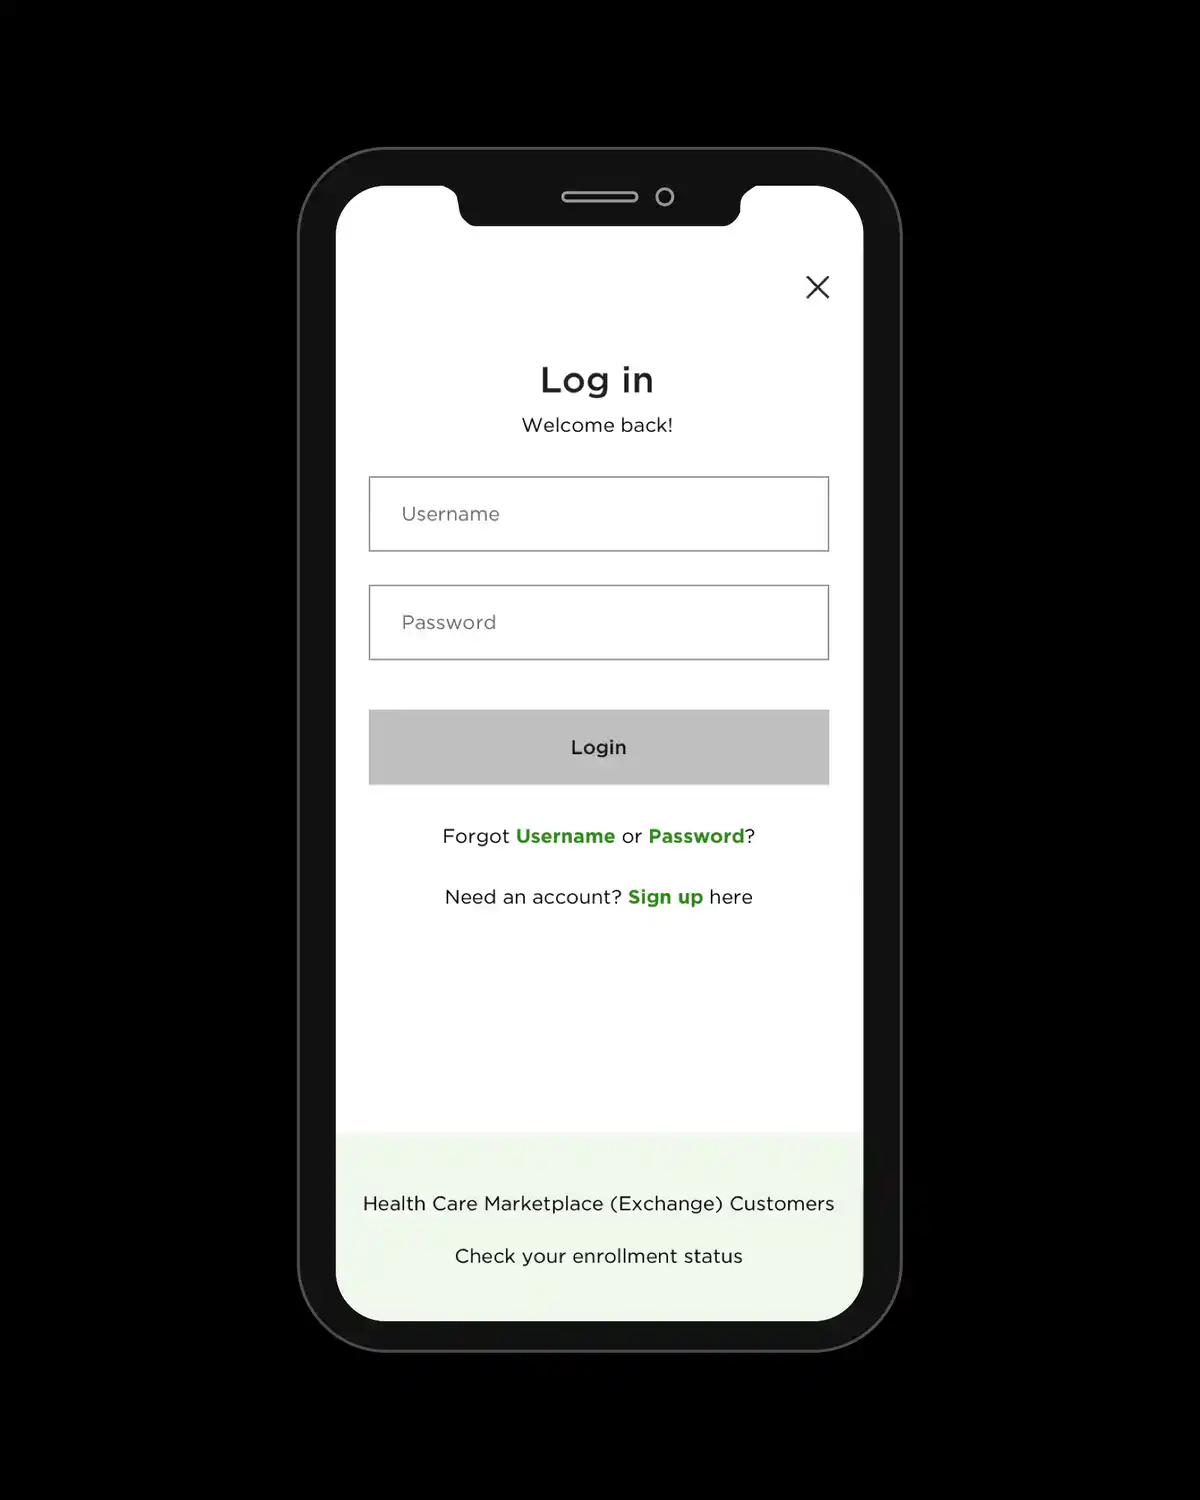 Log in
Welcome back!
Username
Password
Login
Forgot Username or Password?
Need an account? Sign up here
Health Care Marketplace (Exchange) Customers
Check your enrollment status